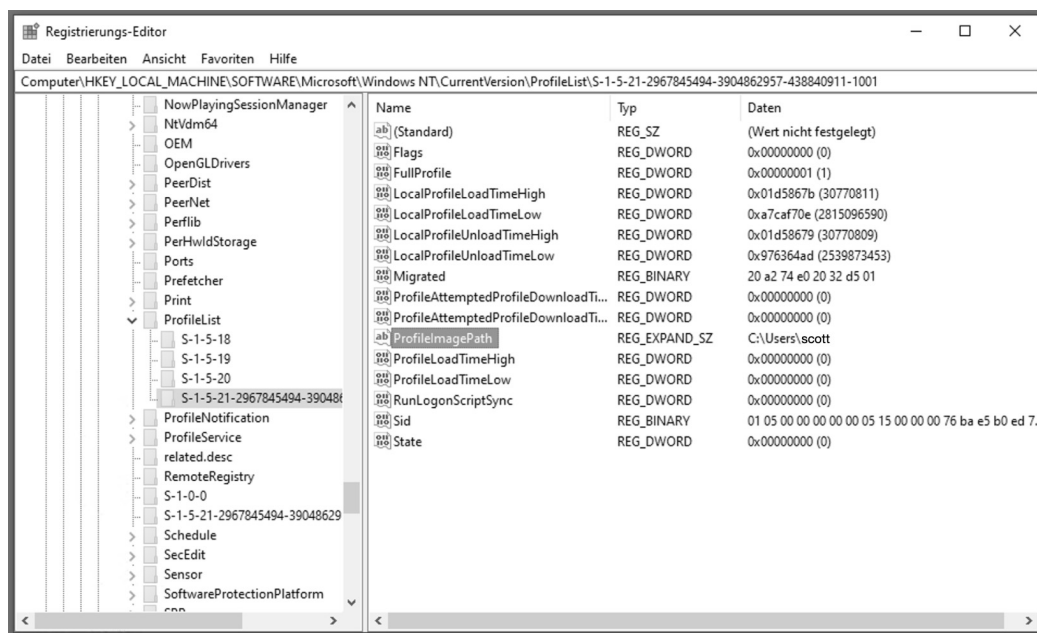 Registrierungs-Editor
Datei Bearbeiten Ansicht Favoriten Hilfe
Computer\HKEY_LOCAL_MACHINE\SOFTWARE\Microsoft\Windows NT\CurrentVersion\ProfileList\S-1-5-21-2967845494-3904862957-438840911-1001
NowPlayingSessionManager
NtVdm64
OEM
OpenGLDrivers
PeerDist
PeerNet
Perflib
PerHwIdStorage
Ports
Prefetcher
Print
ProfileList
S-1-5-18
S-1-5-19
S-1-5-20
S-1-5-21-2967845494-390486
ProfileNotification
ProfileService
related.desc
RemoteRegistry
S-1-0-0
S-1-5-21-2967845494-39048629
Schedule
SecEdit
Sensor
SoftwareProtectionPlatform
Name Typ Daten
(Standard) REG_SZ (Wert nicht festgelegt)
Flags REG_DWORD 0x00000000 (0)
FullProfile REG_DWORD 0x00000001 (1)
LocalProfileLoadTimeHigh REG_DWORD 0x01d5867b (30770811)
LocalProfileLoadTimeLow REG_DWORD 0xa7caf70e (2815096590)
LocalProfileUnloadTimeHigh REG_DWORD 0x01d58679 (30770809)
LocalProfileUnloadTimeLow REG_DWORD 0x976364ad (2539873453)
Migrated REG_BINARY 20 a2 74 e0 20 32 d5 01
ProfileAttemptedProfileDownloadTi... REG_DWORD 0x00000000 (0)
ProfileAttemptedProfileDownloadTi... REG_DWORD 0x00000000 (0)
ProfileImagePath REG_EXPAND_SZ C:\Users\scott
ProfileLoadTimeHigh REG_DWORD 0x00000000 (0)
ProfileLoadTimeLow REG_DWORD 0x00000000 (0)
RunLogonScriptSync REG_DWORD 0x00000000 (0)
Sid REG_BINARY 01 05 00 00 00 00 00 05 15 00 00 00 76 ba e5 b0 ed 7.
State REG_DWORD 0x00000000 (0)